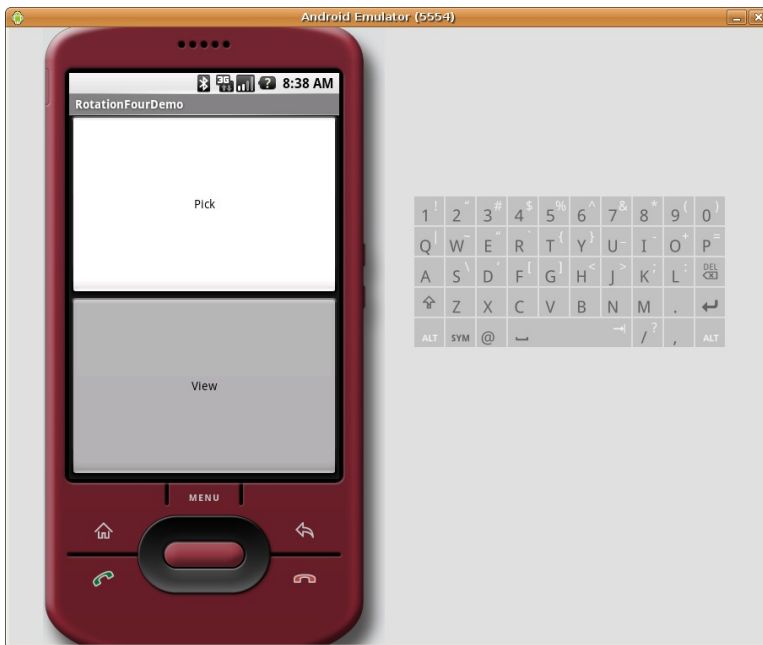 Android Emulator (5554)
3G 8:38 AM
RotationFourDemo
Pick
View
MENU
1 ! 2 " 3 # 4 $ 5 % 6 ^ 7 & 8 * 9 ( 0 )
Q | W ~ E “ R ` T { Y } U _ I - O + P =
A S \ D ' F [ G ] H < J > K ; L : DEL
Z X C V B N M .
ALT SYM @ / ? , ALT